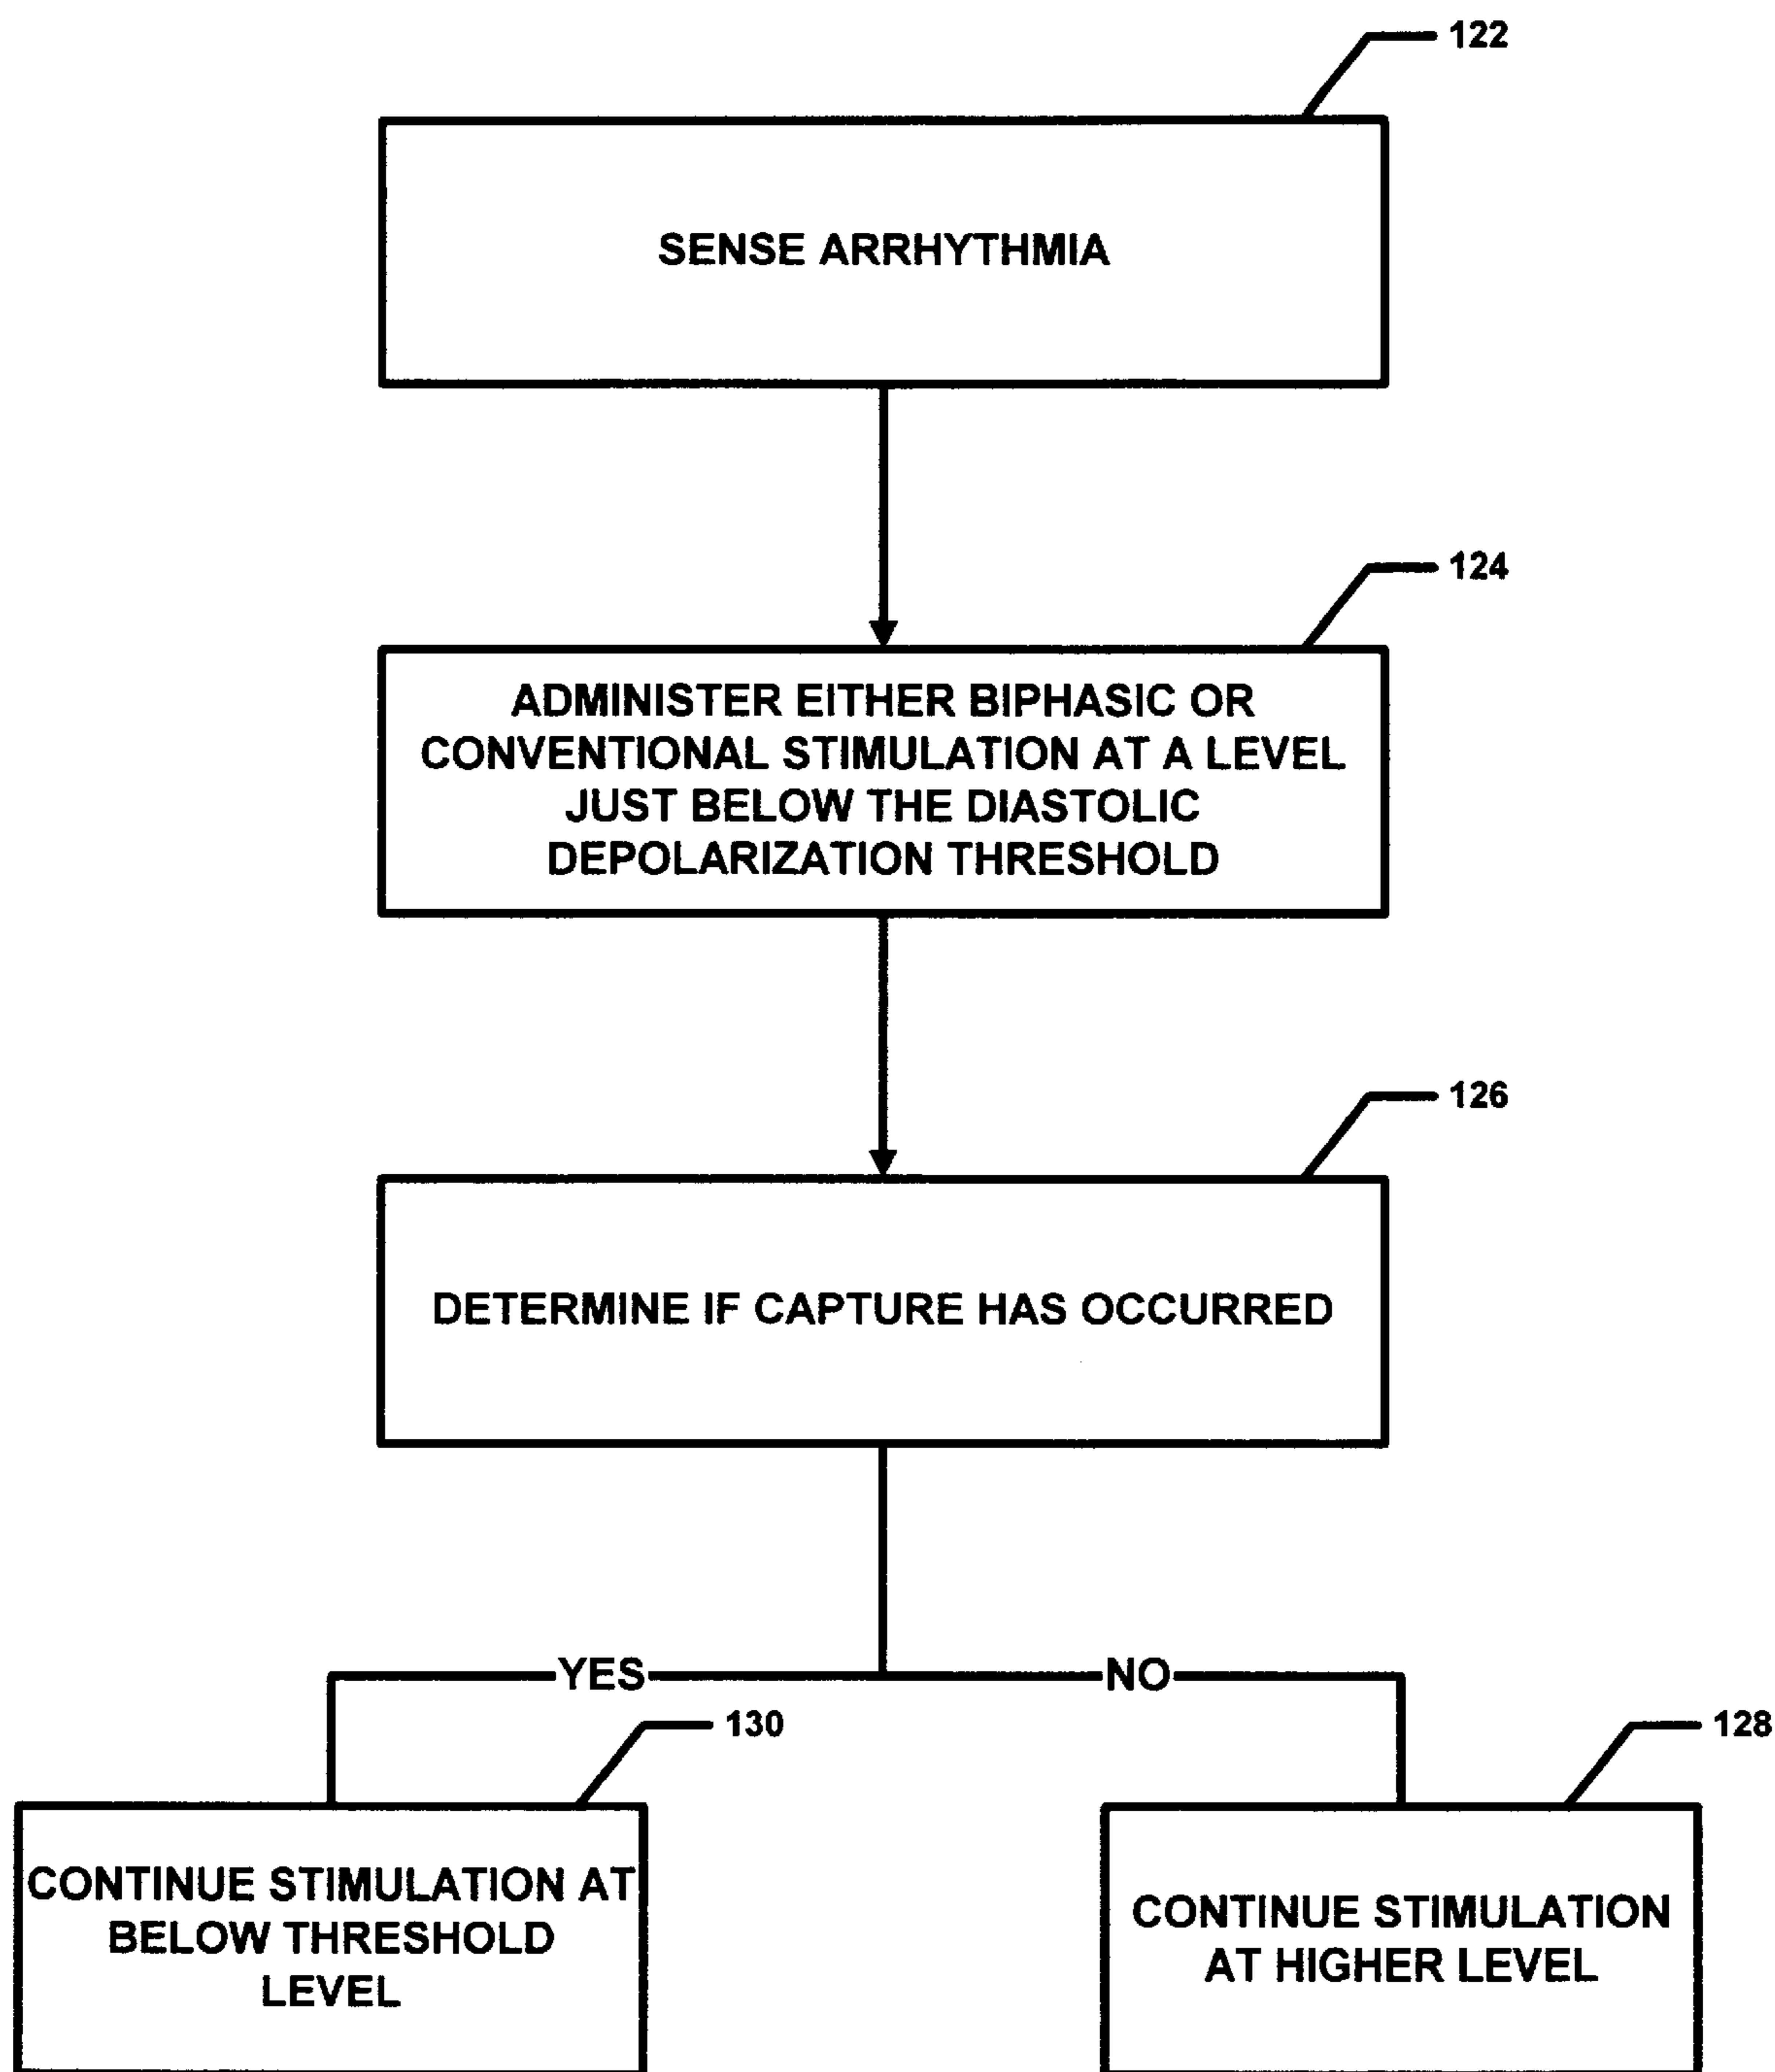 122
SENSE ARRHYTHMIA
124
ADMINISTER EITHER BIPHASIC OR
CONVENTIONAL STIMULATION AT A LEVEL
JUST BELOW THE DIASTOLIC
DEPOLARIZATION THRESHOLD
126
DETERMINE IF CAPTURE HAS OCCURRED
YES
NO
130
128
CONTINUE STIMULATION AT
BELOW THRESHOLD
LEVEL
CONTINUE STIMULATION
AT HIGHER LEVEL